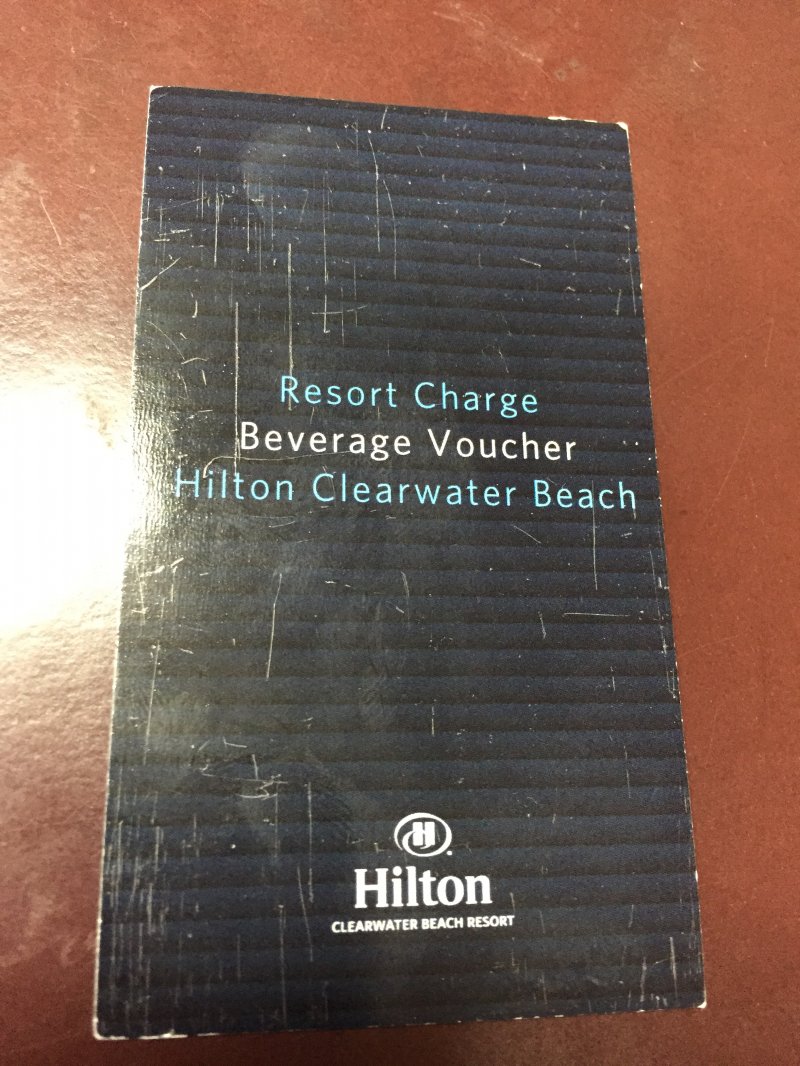 Resort Charge
Beverage Voucher
Hilton Clearwater Beach
H
Hilton
CLEARWATER BEACH RESORT